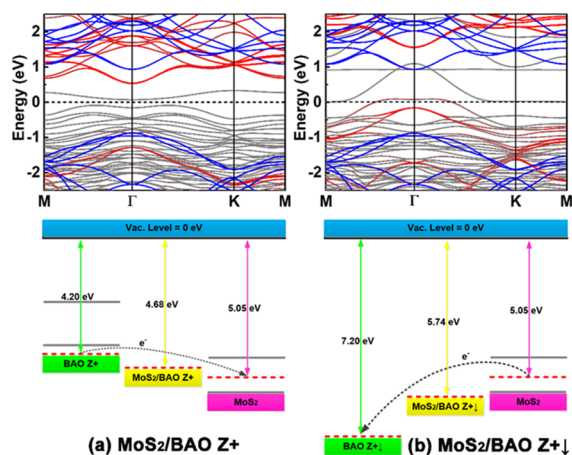 2
1
0
-1
-2
Energy (eV)
M Γ K M
2
1
0
-1
-2
Energy (eV)
M Γ K M
Vac. Level = 0 eV
4.20 eV
4.68 eV
5.05 eV
e⁻
BAO Z+
MoS₂/BAO Z+
MoS₂
(a) MoS₂/BAO Z+
Vac. Level = 0 eV
7.20 eV
5.74 eV
5.05 eV
e⁻
BAO Z+↓
MoS₂/BAO Z+↓
MoS₂
(b) MoS₂/BAO Z+↓